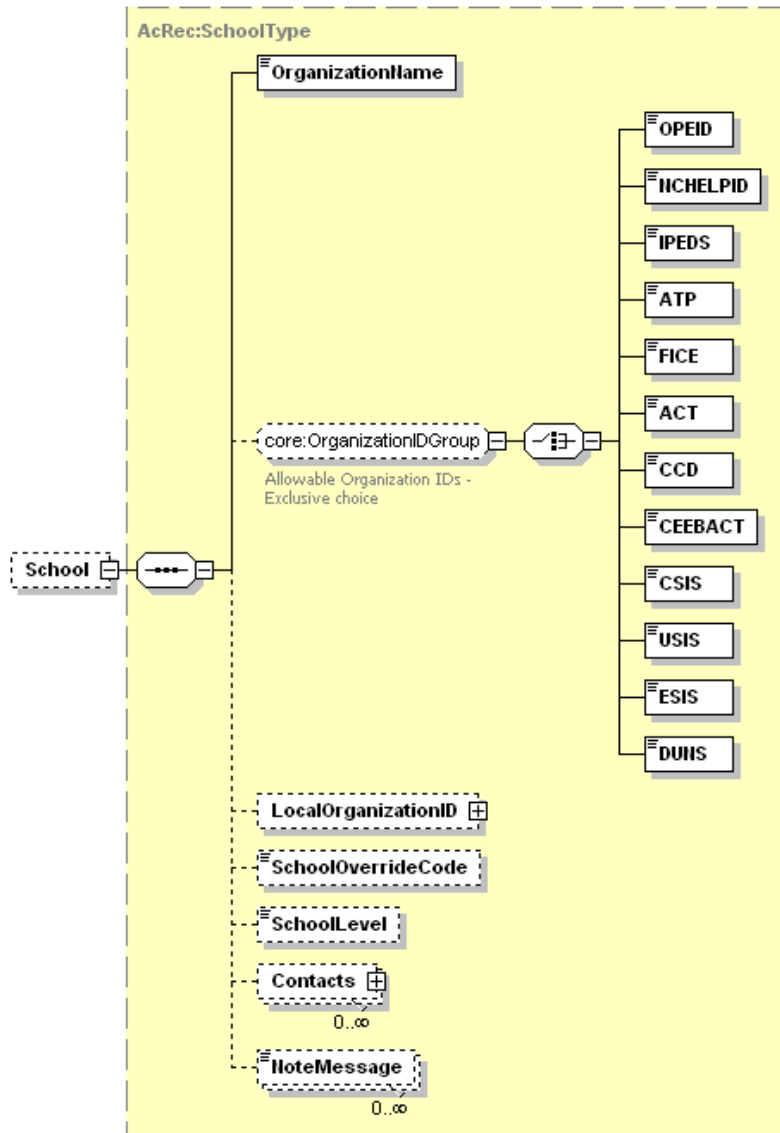 AcRec:SchoolType
OrganizationName
OPEID
NCHELPID
IPEDS
ATP
FICE
ACT
core:OrganizationIDGroup
Allowable Organization IDs -
Exclusive choice
CCD
CEEBACT
School
CSIS
USIS
ESIS
DUNS
LocalOrganizationID
SchoolOverrideCode
SchoolLevel
Contacts
0..∞
NoteMessage
0..∞